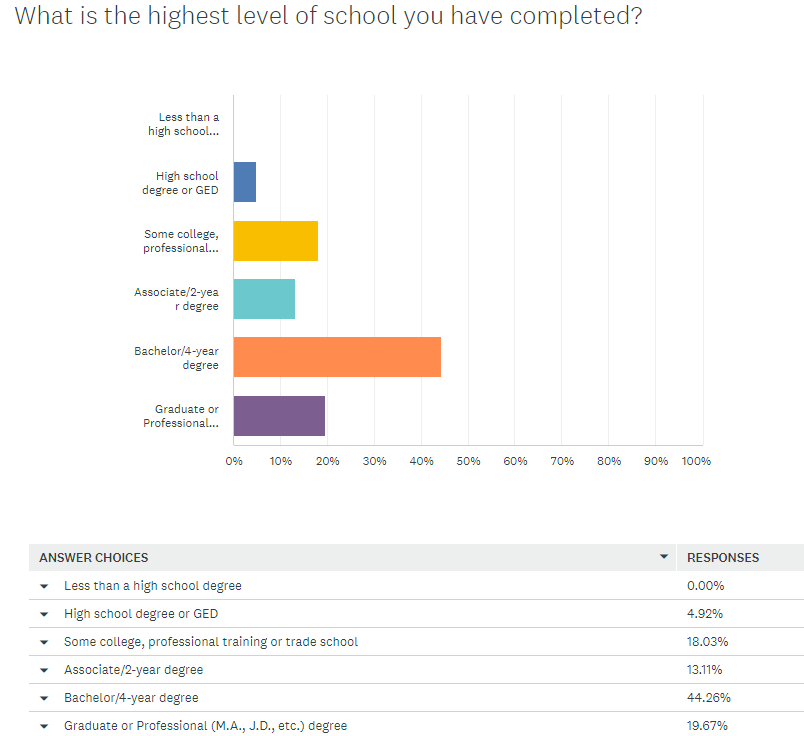 What is the highest level of school you have completed?
Less than a
high school...
High school
degree or GED
Some college,
professional...
Associate/2-yea
r degree
Bachelor/4-year
degree
Graduate or
Professional...
0% 10% 20% 30% 40% 50% 60% 70% 80% 90% 100%
ANSWER CHOICES RESPONSES
Less than a high school degree 0.00%
High school degree or GED 4.92%
Some college, professional training or trade school 18.03%
Associate/2-year degree 13.11%
Bachelor/4-year degree 44.26%
Graduate or Professional (M.A., J.D., etc.) degree 19.67%